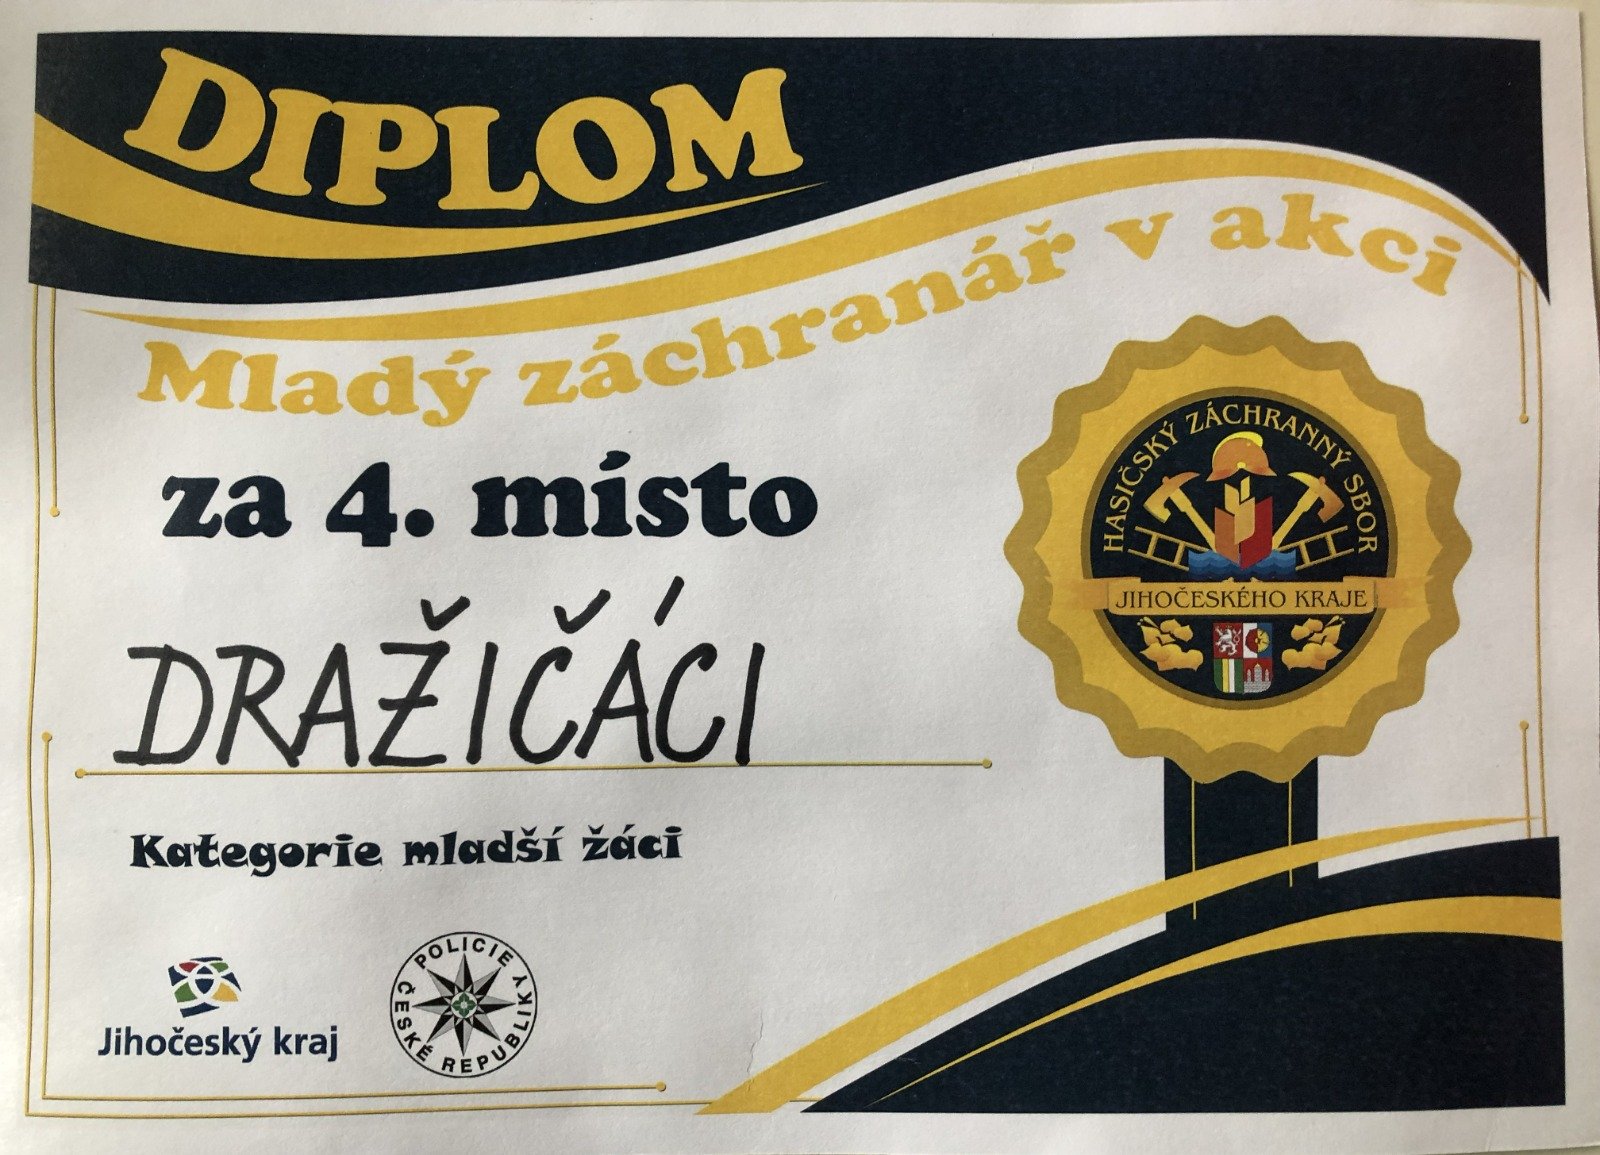 DIPLOM
Mladý záchranář v akci
za 4. místo
DRAŽIČÁCI
Kategorie mladší žáci
HASIČSKÝ ZÁCHRANNÝ SBOR
JIHOČESKÉHO KRAJE
Jihočeský kraj
POLICIE ČESKÉ REPUBLIKY